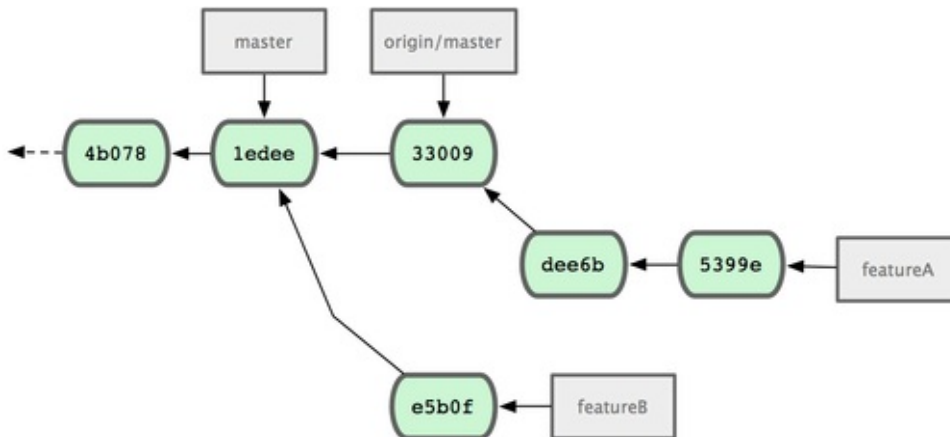 master
origin/master
4b078
1edee
33009
dee6b
5399e
featureA
e5b0f
featureB